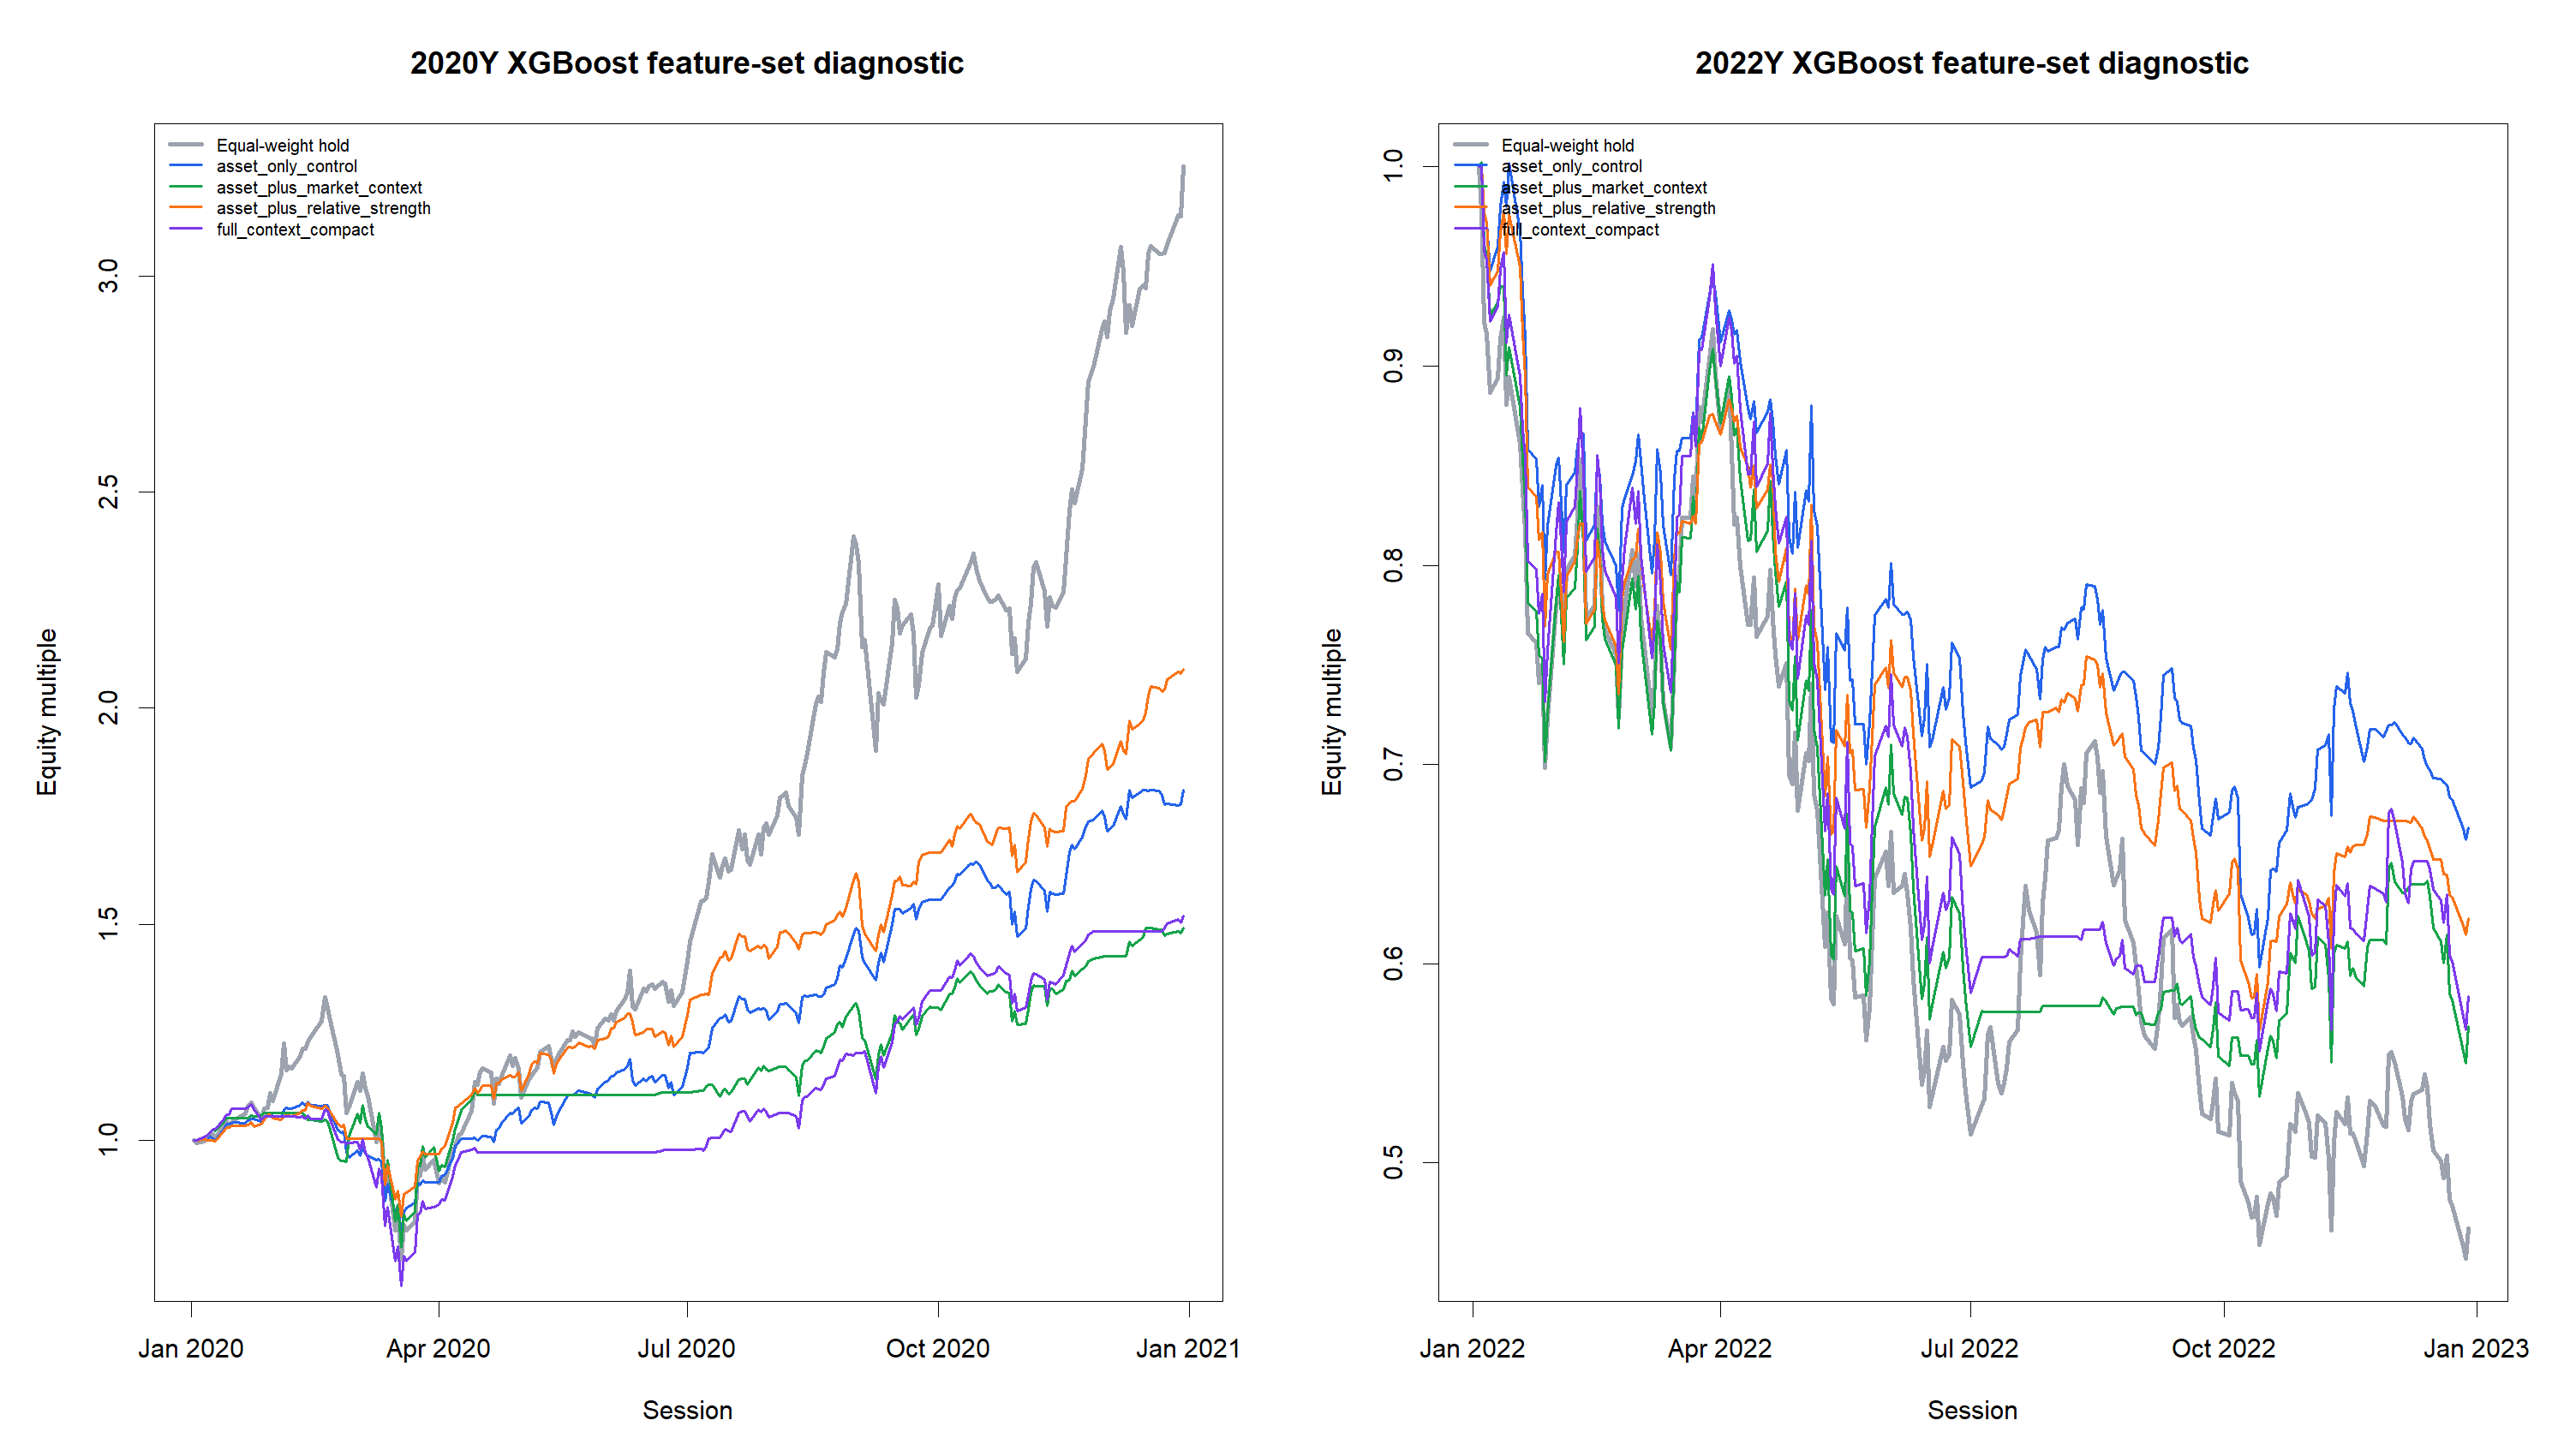 2020Y XGBoost feature-set diagnostic
Equal-weight hold
asset_only_control
asset_plus_market_context
asset_plus_relative_strength
full_context_compact
3.0
2.5
2.0
1.5
1.0
Equity multiple
Jan 2020
Apr 2020
Jul 2020
Oct 2020
Jan 2021
Session
2022Y XGBoost feature-set diagnostic
Equal-weight hold
asset_only_control
asset_plus_market_context
asset_plus_relative_strength
full_context_compact
1.0
0.9
0.8
0.7
0.6
0.5
Equity multiple
Jan 2022
Apr 2022
Jul 2022
Oct 2022
Jan 2023
Session